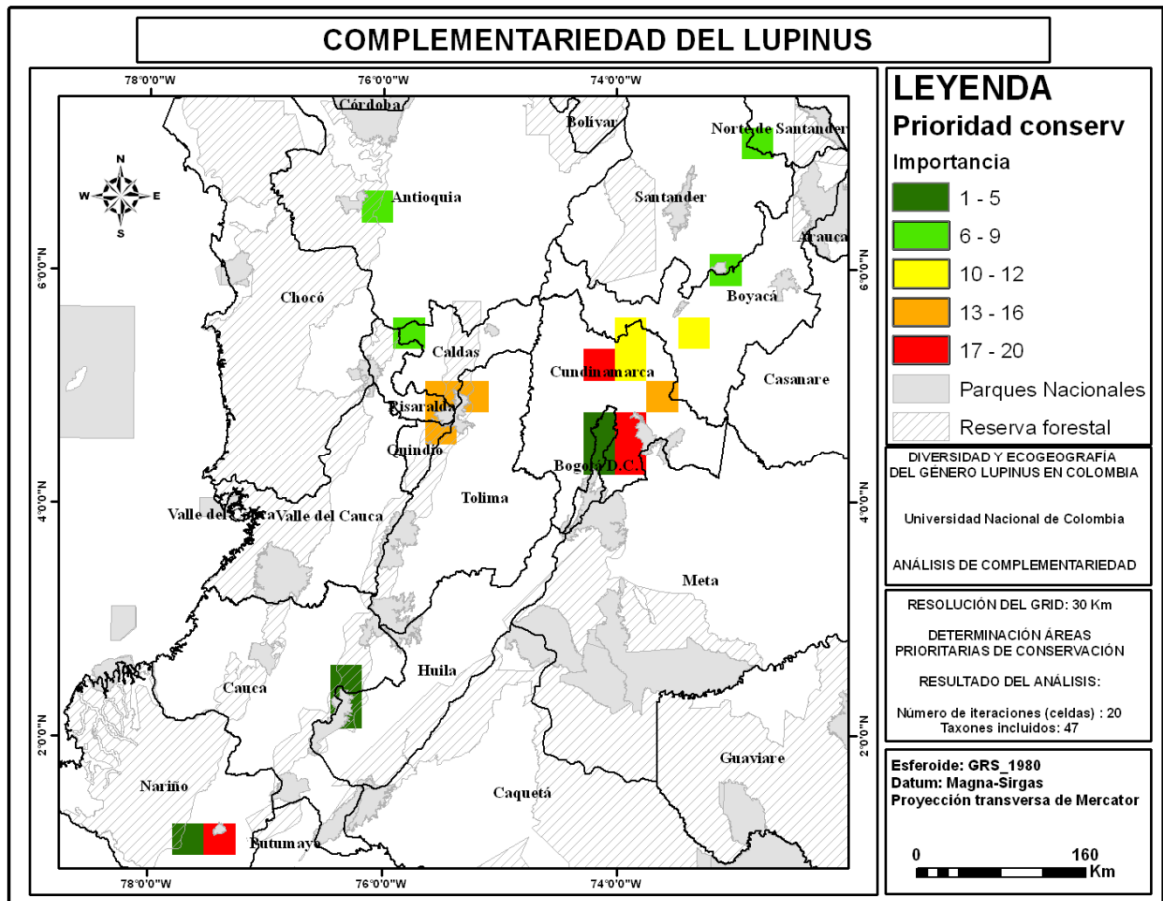 COMPLEMENTARIEDAD DEL LUPINUS
78°0'0"W 76°0'0"W 74°0'0"W
Córdoba
Bolívar
Norte de Santander
N
W E
S
Antioquia
Santander
Arauca
6°0'0"N
6°0'0"N
Chocó
Boyacá
Caldas
Cundinamarca
Casanare
Risaralda
Quindío
Bogotá D.C.
Tolima
4°0'0"N
4°0'0"N
Valle del Cauca
Valle del Cauca
Meta
Huila
Cauca
2°0'0"N
2°0'0"N
Guaviare
Nariño
Caquetá
Putumayo
78°0'0"W 76°0'0"W 74°0'0"W
LEYENDA
Prioridad conserv
Importancia
1 - 5
6 - 9
10 - 12
13 - 16
17 - 20
Parques Nacionales
Reserva forestal
DIVERSIDAD Y ECOGEOGRAFÍA
DEL GÉNERO LUPINUS EN COLOMBIA
Universidad Nacional de Colombia
ANÁLISIS DE COMPLEMENTARIEDAD
RESOLUCIÓN DEL GRID: 30 Km
DETERMINACIÓN ÁREAS
PRIORITARIAS DE CONSERVACIÓN
RESULTADO DEL ANÁLISIS:
Número de iteraciones (celdas) : 20
Taxones incluidos: 47
Esferoide: GRS_1980
Datum: Magna-Sirgas
Proyección transversa de Mercator
0 160
Km